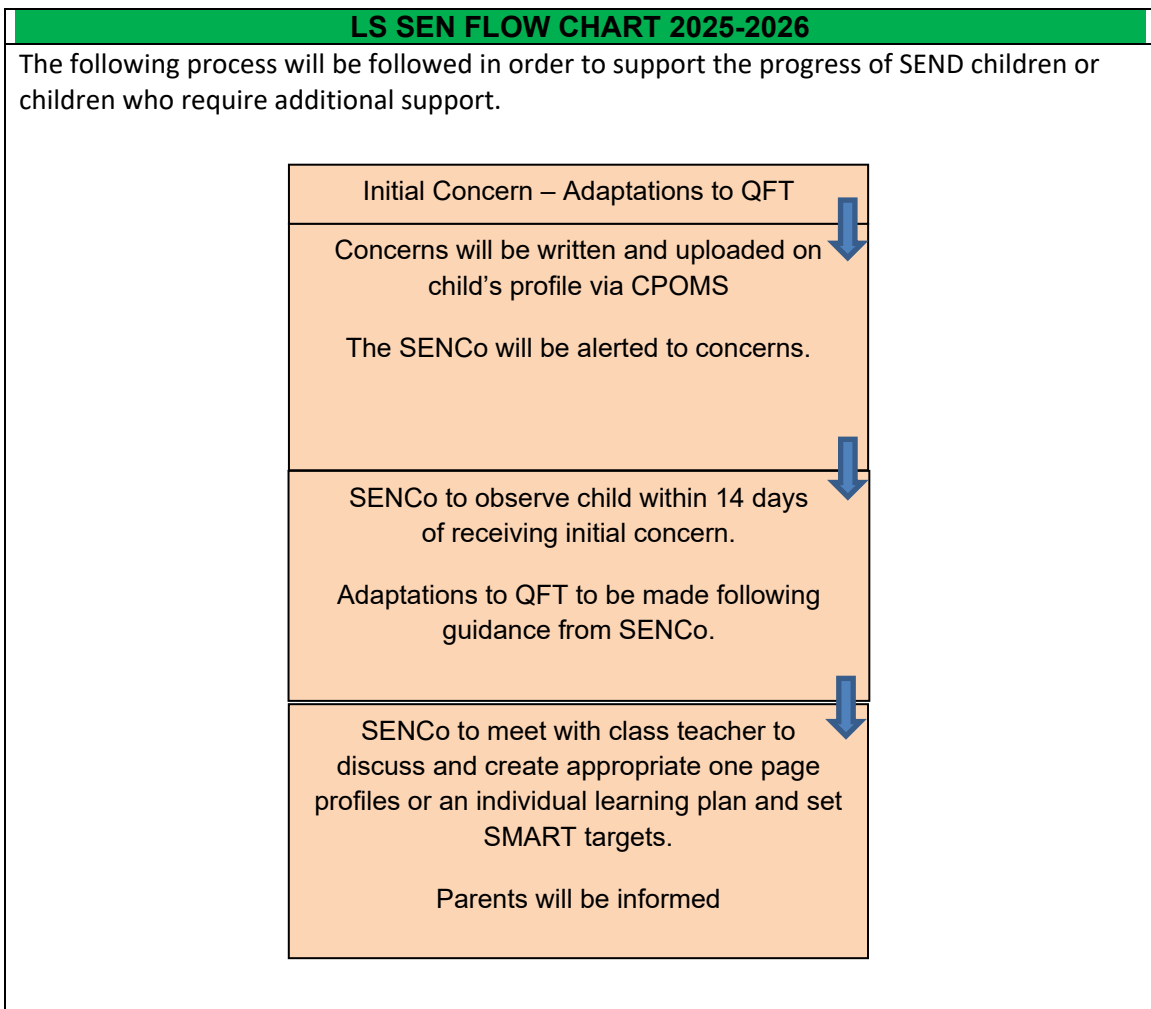 LS SEN FLOW CHART 2025-2026
The following process will be followed in order to support the progress of SEND children or
children who require additional support.
Initial Concern – Adaptations to QFT
Concerns will be written and uploaded on
child’s profile via CPOMS
The SENCo will be alerted to concerns.
SENCo to observe child within 14 days
of receiving initial concern.
Adaptations to QFT to be made following
guidance from SENCo.
SENCo to meet with class teacher to
discuss and create appropriate one page
profiles or an individual learning plan and set
SMART targets.
Parents will be informed